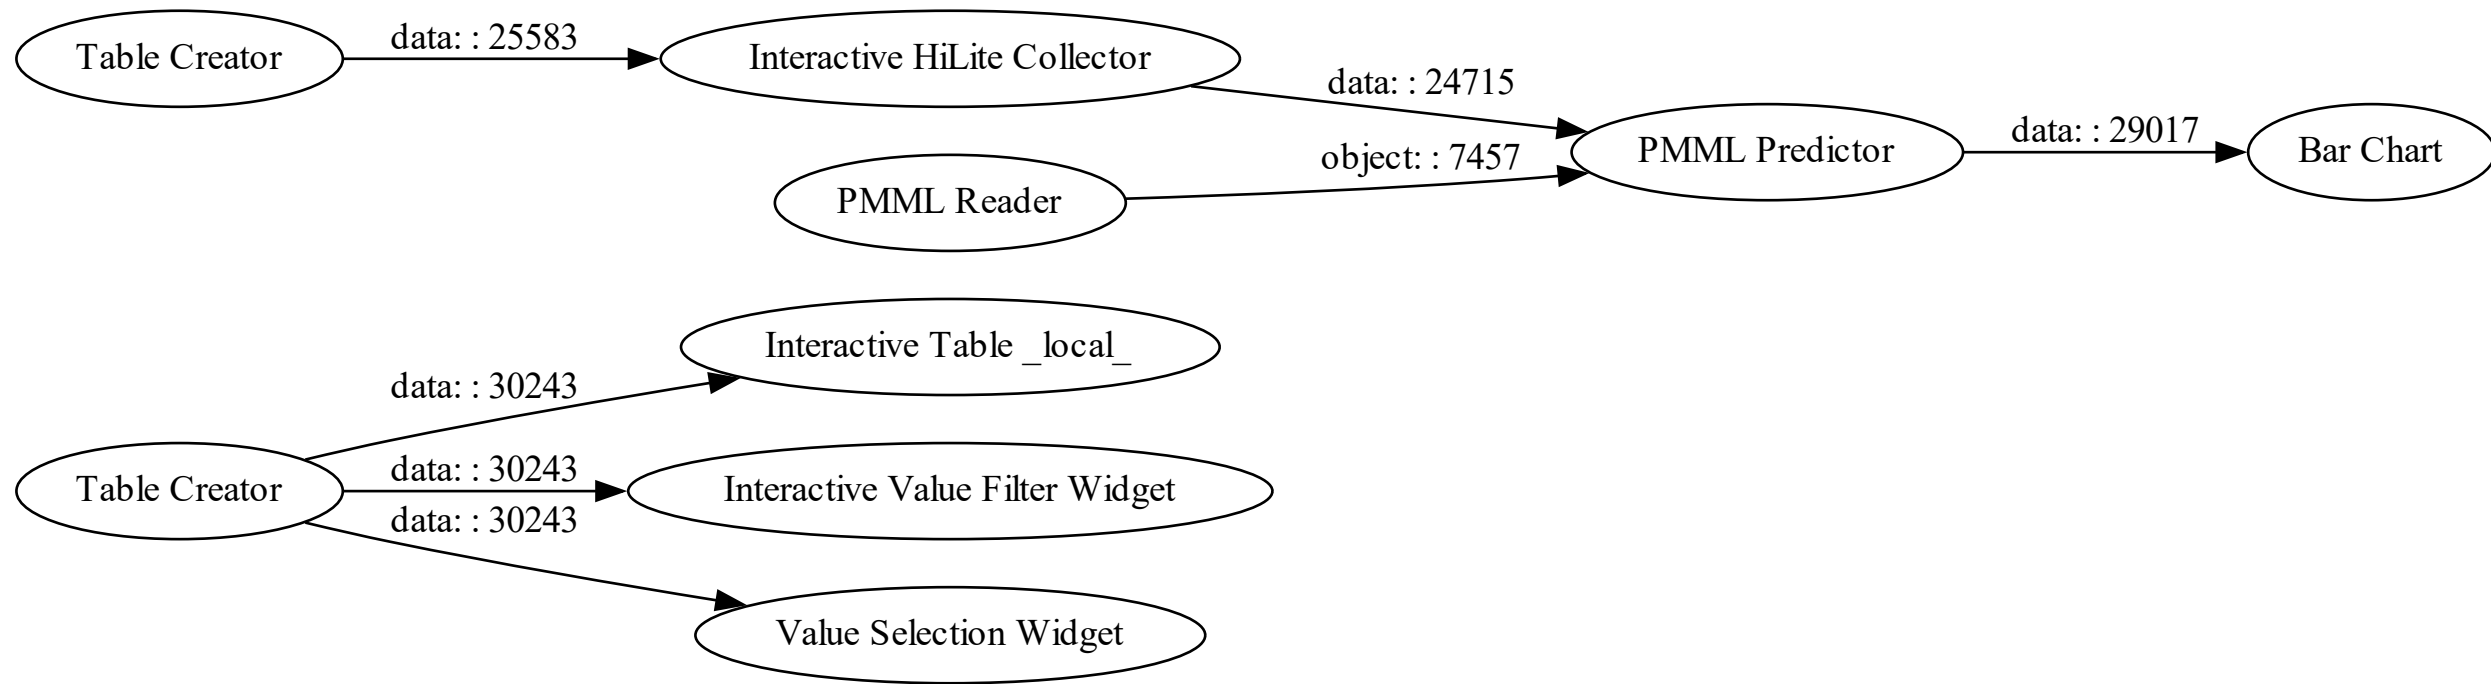 Table Creator
data: : 25583
Interactive HiLite Collector
data: : 24715
PMML Reader
object: : 7457
PMML Predictor
data: : 29017
Bar Chart
Table Creator
data: : 30243
Interactive Table _local_
data: : 30243
Interactive Value Filter Widget
data: : 30243
Value Selection Widget